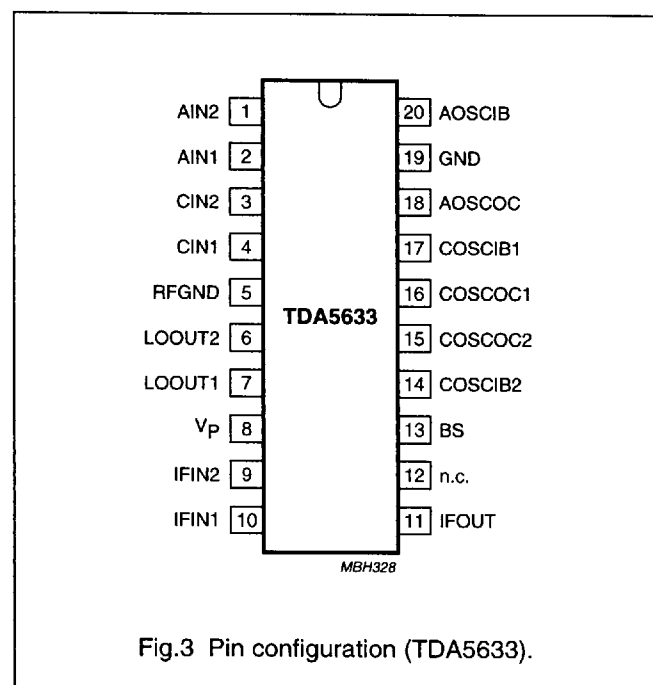 AIN2 1 20 AOSCIB
AIN1 2 19 GND
CIN2 3 18 AOSCOC
CIN1 4 17 COSCIB1
RFGND 5 16 COSCOC1
TDA5633
LOOUT2 6 15 COSCOC2
LOOUT1 7 14 COSCIB2
VP 8 13 BS
IFIN2 9 12 n.c.
IFIN1 10 11 IFOUT
MBH328
Fig.3 Pin configuration (TDA5633).